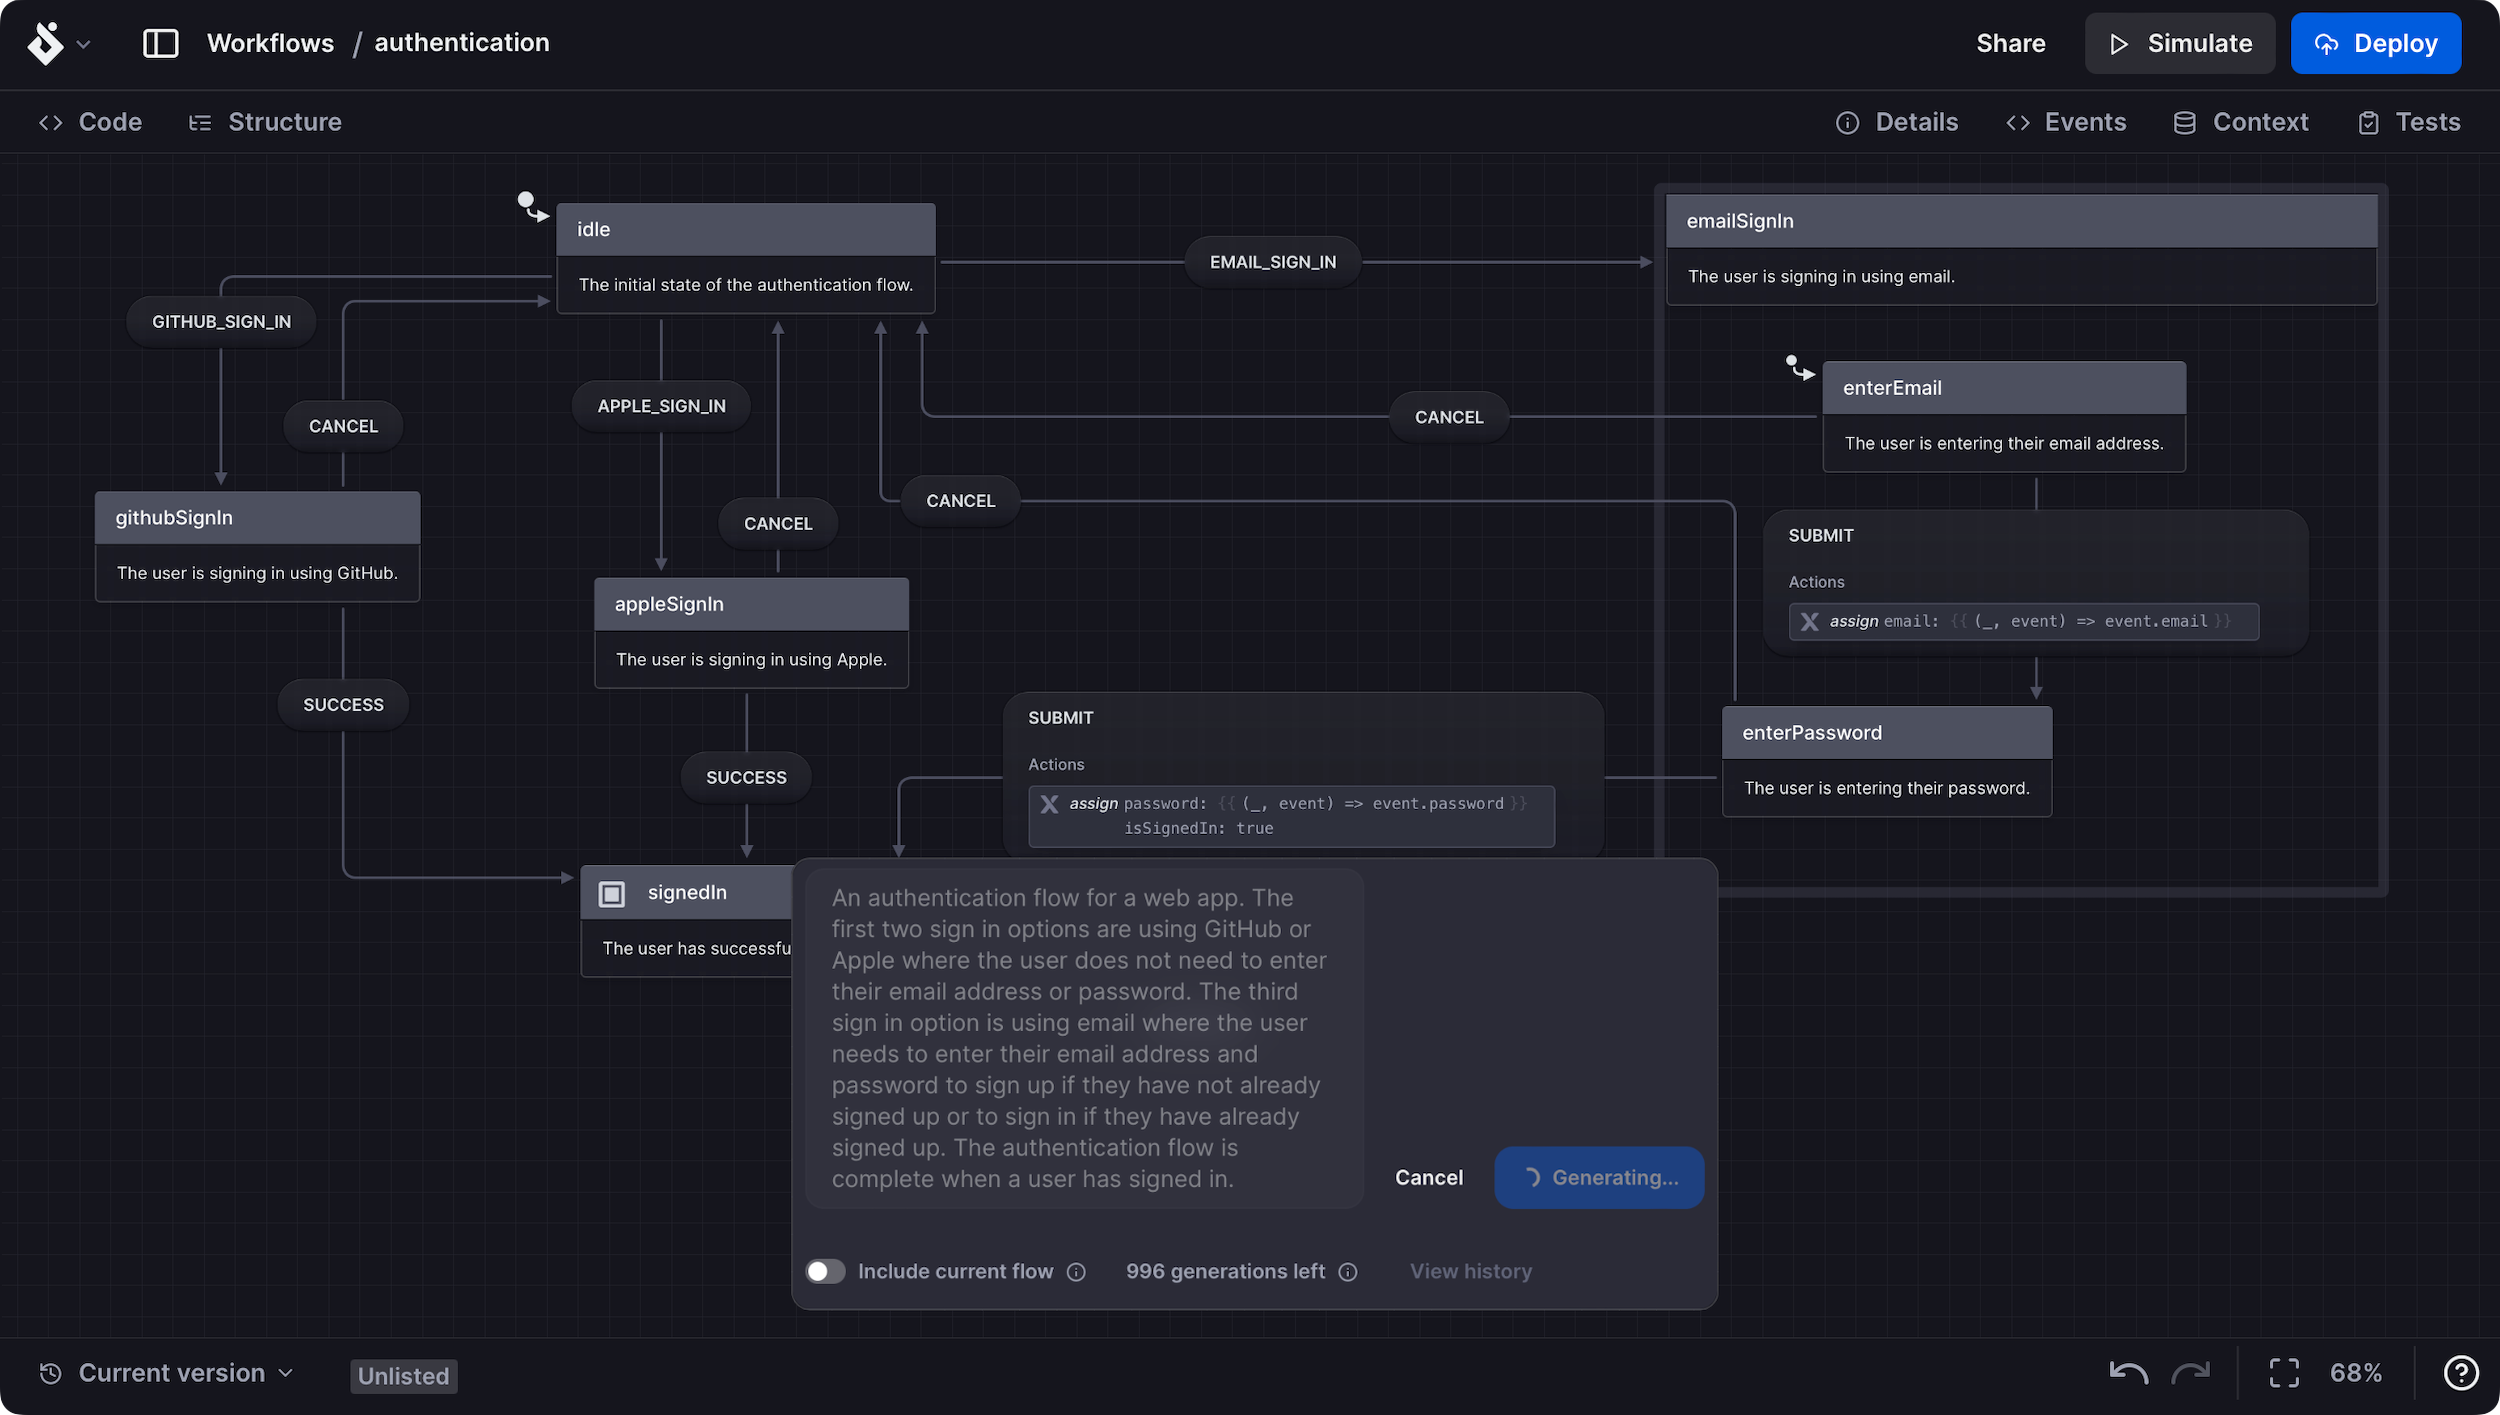 Workflows / authentication
Share
Simulate
Deploy
Code
Structure
Details
Events
Context
Tests
idle
The initial state of the authentication flow.
EMAIL_SIGN_IN
emailSignIn
The user is signing in using email.
GITHUB_SIGN_IN
CANCEL
APPLE_SIGN_IN
CANCEL
enterEmail
The user is entering their email address.
CANCEL
CANCEL
githubSignIn
The user is signing in using GitHub.
SUBMIT
Actions
assign email: {{ (_, event) => event.email }}
appleSignIn
The user is signing in using Apple.
SUCCESS
SUCCESS
SUBMIT
Actions
assign password: {{ (_, event) => event.password }}
isSignedIn: true
enterPassword
The user is entering their password.
signedIn
The user has successfu
An authentication flow for a web app. The
first two sign in options are using GitHub or
Apple where the user does not need to enter
their email address or password. The third
sign in option is using email where the user
needs to enter their email address and
password to sign up if they have not already
signed up or to sign in if they have already
signed up. The authentication flow is
complete when a user has signed in.
Cancel
Generating...
Include current flow
996 generations left
View history
Current version
Unlisted
68%